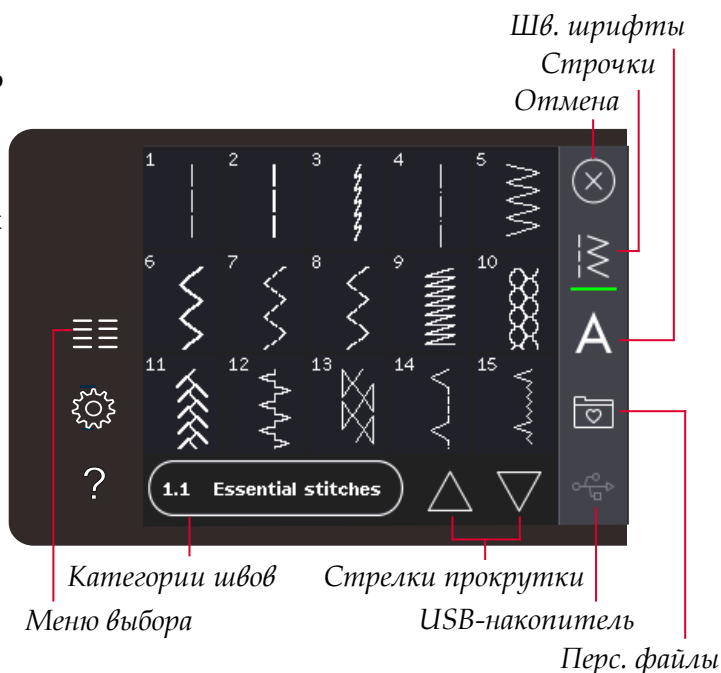 Шв. шрифты
Строчки
Отмена
1 2 3 4 5
6 7 8 9 10
11 12 13 14 15
?
A
1.1 Essential stitches
Категории швов
Стрелки прокрутки
Меню выбора
USB-накопитель
Перс. файлы